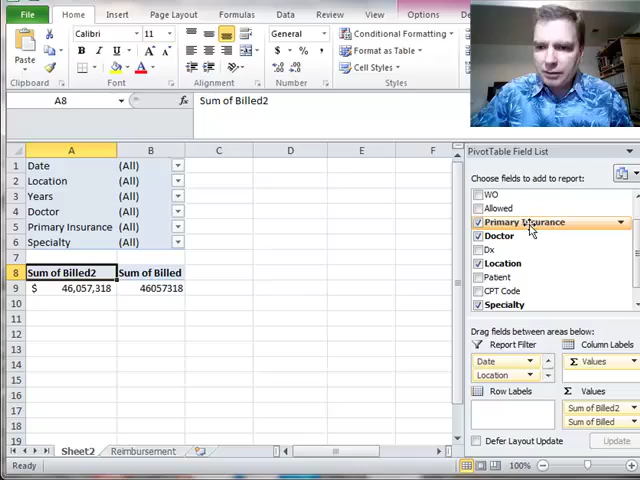 File Home Insert Page Layout Formulas Data Review View Options Design
Calibri 11 General Conditional Formatting
Paste B I U $ % , Format as Table
Cell Styles
Clipboard Font Alignment Number Styles
A8 fx Sum of Billed2
A B C D E F
1 Date (All)
2 Location (All)
3 Years (All)
4 Doctor (All)
5 Primary Insurance (All)
6 Specialty (All)
7
8 Sum of Billed2 Sum of Billed
9 $ 46,057,318 46057318
10
11
12
13
14
15
16
17
18
19
PivotTable Field List
Choose fields to add to report:
WO
Allowed
Primary Insurance
Doctor
Dx
Location
Patient
CPT Code
Specialty
Drag fields between areas below:
Report Filter Column Labels
Date Σ Values
Location
Row Labels Σ Values
Sum of Billed2
Sum of Billed
Defer Layout Update Update
Sheet2 Reimbursement
Ready 100%